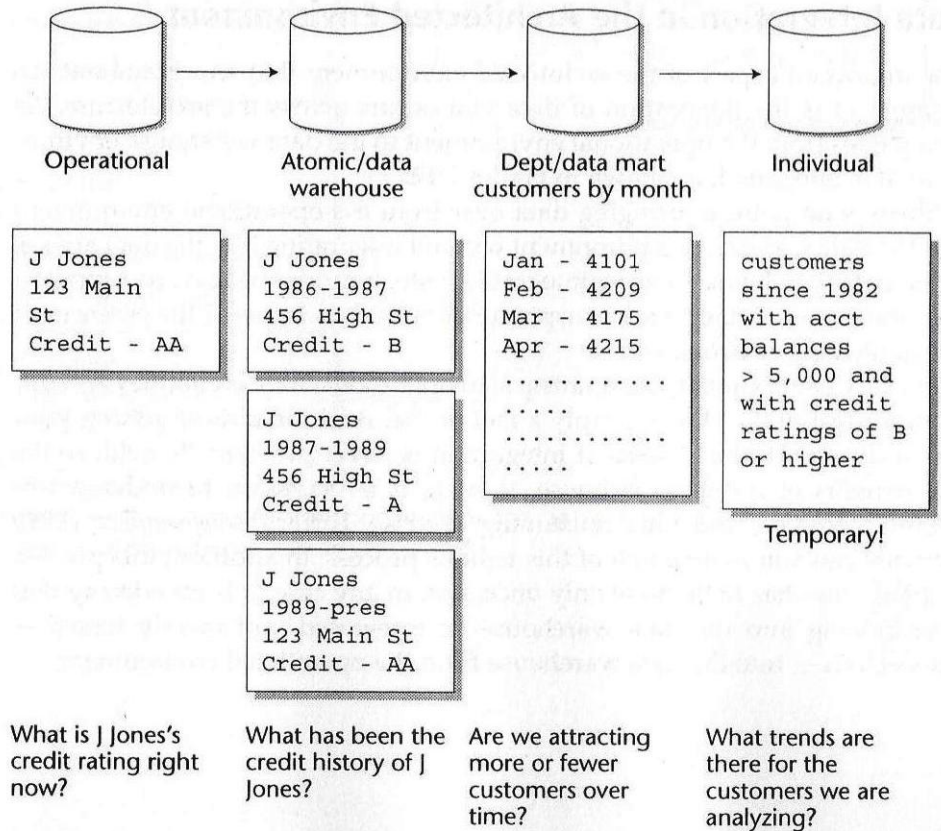 Operational
Atomic/data
warehouse
Dept/data mart
customers by month
Individual
J Jones
123 Main
St
Credit - AA
J Jones
1986-1987
456 High St
Credit - B
J Jones
1987-1989
456 High St
Credit - A
J Jones
1989-pres
123 Main St
Credit - AA
Jan - 4101
Feb - 4209
Mar - 4175
Apr - 4215
customers
since 1982
with acct
balances
> 5,000 and
with credit
ratings of B
or higher
Temporary!
What is J Jones's
credit rating right
now?
What has been the
credit history of J
Jones?
Are we attracting
more or fewer
customers over
time?
What trends are
there for the
customers we are
analyzing?